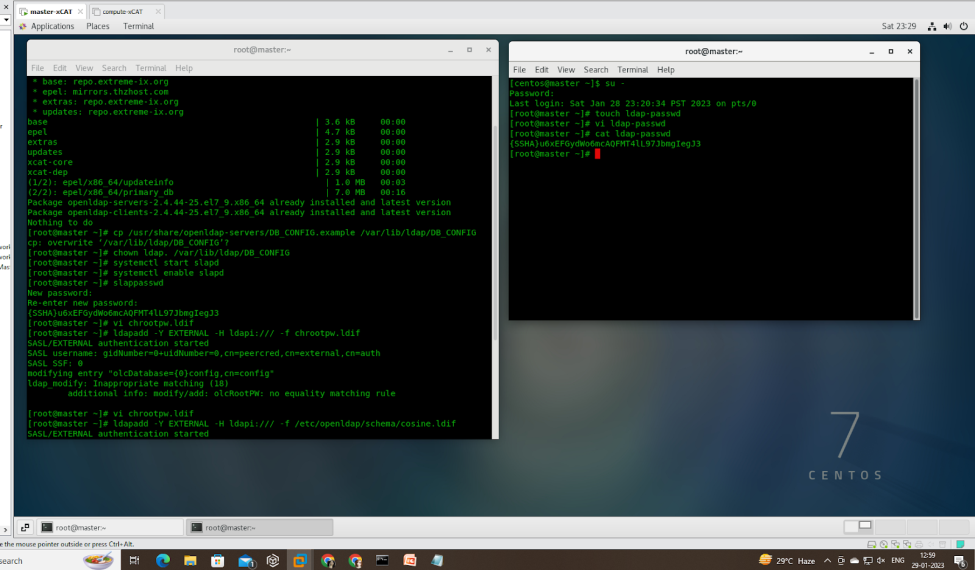 master-xCAT
compute-xCAT
Applications Places Terminal
Sat 23:29
root@master:~
File Edit View Search Terminal Help
* base: repo.extreme-ix.org
* epel: mirrors.thzhost.com
* extras: repo.extreme-ix.org
* updates: repo.extreme-ix.org
base | 3.6 kB 00:00
epel | 4.7 kB 00:00
extras | 2.9 kB 00:00
updates | 2.9 kB 00:00
xcat-core | 2.9 kB 00:00
xcat-dep | 2.9 kB 00:00
(1/2): epel/x86_64/updateinfo | 1.0 MB 00:03
(2/2): epel/x86_64/primary_db | 7.0 MB 00:16
Package openldap-servers-2.4.44-25.el7_9.x86_64 already installed and latest version
Package openldap-clients-2.4.44-25.el7_9.x86_64 already installed and latest version
Nothing to do
[root@master ~]# cp /usr/share/openldap-servers/DB_CONFIG.example /var/lib/ldap/DB_CONFIG
cp: overwrite ‘/var/lib/ldap/DB_CONFIG’?
[root@master ~]# chown ldap. /var/lib/ldap/DB_CONFIG
[root@master ~]# systemctl start slapd
[root@master ~]# systemctl enable slapd
[root@master ~]# slappasswd
New password:
Re-enter new password:
{SSHA}u6xEFGydWo6mcAQFMT4lL97JbmgIegJ3
[root@master ~]# vi chrootpw.ldif
[root@master ~]# ldapadd -Y EXTERNAL -H ldapi:/// -f chrootpw.ldif
SASL/EXTERNAL authentication started
SASL username: gidNumber=0+uidNumber=0,cn=peercred,cn=external,cn=auth
SASL SSF: 0
modifying entry "olcDatabase={0}config,cn=config"
ldap_modify: Inappropriate matching (18)
additional info: modify/add: olcRootPW: no equality matching rule
[root@master ~]# vi chrootpw.ldif
[root@master ~]# ldapadd -Y EXTERNAL -H ldapi:/// -f /etc/openldap/schema/cosine.ldif
SASL/EXTERNAL authentication started
root@master:~
File Edit View Search Terminal Help
[centos@master ~]$ su -
Password:
Last login: Sat Jan 28 23:20:34 PST 2023 on pts/0
[root@master ~]# touch ldap-passwd
[root@master ~]# vi ldap-passwd
[root@master ~]# cat ldap-passwd
{SSHA}u6xEFGydWo6mcAQFMT4lL97JbmgIegJ3
[root@master ~]#
7
CENTOS
root@master:~
root@master:~
e the mouse pointer outside or press Ctrl+Alt.
search
29°C Haze
ENG
12:59
29-01-2023